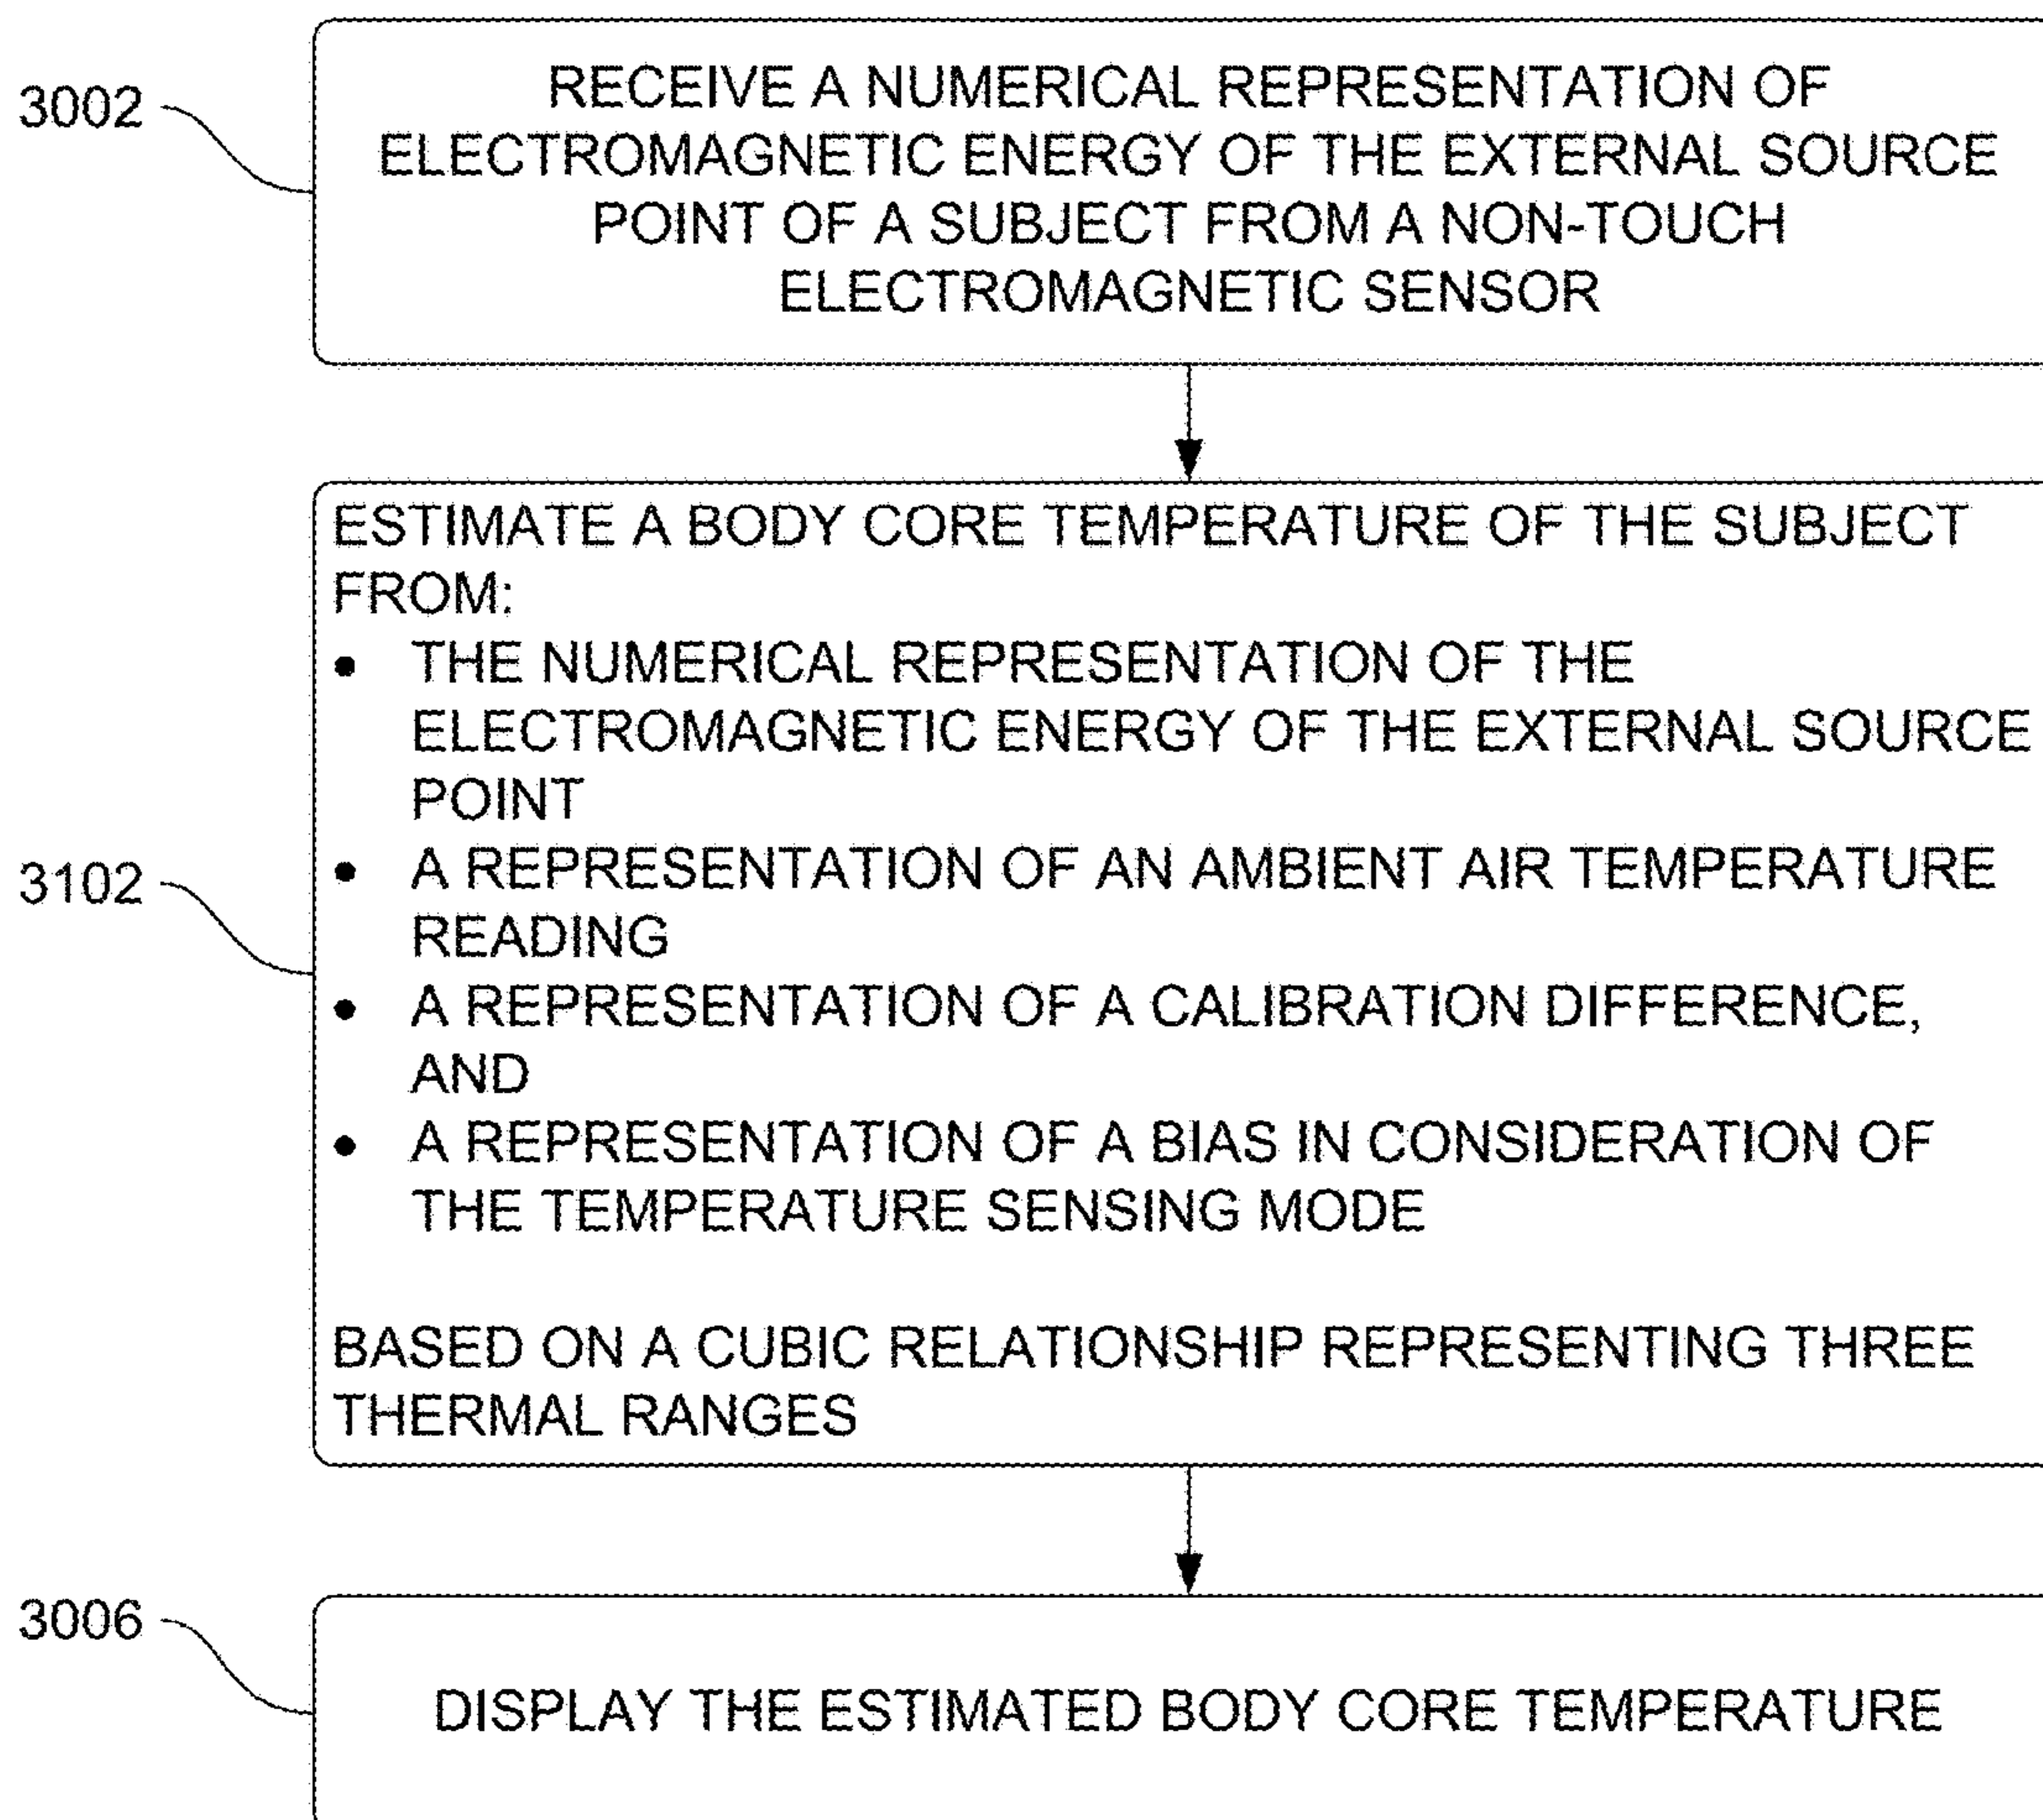 3002
RECEIVE A NUMERICAL REPRESENTATION OF
ELECTROMAGNETIC ENERGY OF THE EXTERNAL SOURCE
POINT OF A SUBJECT FROM A NON-TOUCH
ELECTROMAGNETIC SENSOR
3102
ESTIMATE A BODY CORE TEMPERATURE OF THE SUBJECT
FROM:
• THE NUMERICAL REPRESENTATION OF THE
ELECTROMAGNETIC ENERGY OF THE EXTERNAL SOURCE
POINT
• A REPRESENTATION OF AN AMBIENT AIR TEMPERATURE
READING
• A REPRESENTATION OF A CALIBRATION DIFFERENCE,
AND
• A REPRESENTATION OF A BIAS IN CONSIDERATION OF
THE TEMPERATURE SENSING MODE
BASED ON A CUBIC RELATIONSHIP REPRESENTING THREE
THERMAL RANGES
3006
DISPLAY THE ESTIMATED BODY CORE TEMPERATURE